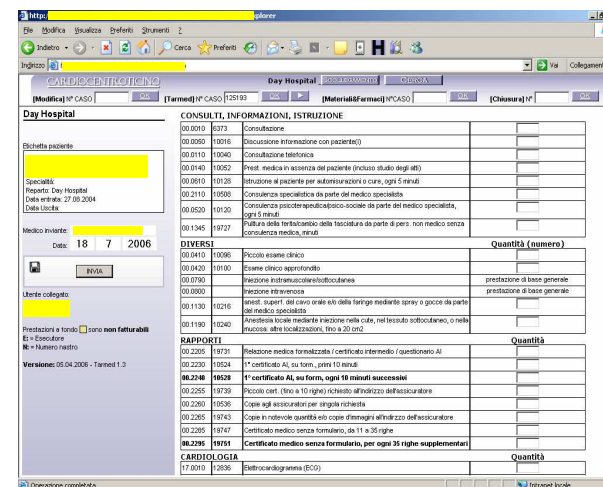 http:/ xplorer
File Modifica Visualizza Preferiti Strumenti ?
Indietro Cerca Preferiti
Indirizzo Vai Collegamenti
CARDIOCENTROTICINO Day Hospital
[Modifica] N° CASO OK [Tarmed] N° CASO 125193 OK [Materiali&Farmaci] N°CASO OK [Chiusura] N° OK
Day Hospital
Etichetta paziente
Specialità:
Reparto: Day Hospital
Data entrata: 27.08.2004
Data Uscita:
Medico inviante:
Data: 18 7 2006
INVIA
Utente collegato:
Prestazioni a fondo sono non fatturabili
E: = Esecutore
N: = Numero nastro
Versione: 05.04.2006 - Tarmed 1.3
CONSULTI, INFORMAZIONI, ISTRUZIONE
00.0010 6373 Consultazione
00.0050 10016 Discussione informazione con paziente(i)
00.0110 10040 Consultazione telefonica
00.0140 10052 Prest. medica in assenza del paziente (incluso studio degli atti)
00.0610 10128 Istruzione al paziente per automisurazioni o cure, ogni 5 minuti
00.2110 10508 Consulenza specialistica da parte del medico specialista
00.0520 10120 Consulenza psicoterapeutica/psico-sociale da parte del medico specialista,
ogni 5 minuti
00.1345 19727 Pulitura della ferita/cambio della fasciatura da parte di pers. non medico senza
consulenza medica, minuti
DIVERSI Quantità (numero)
00.0410 10096 Piccolo esame clinico
00.0420 10100 Esame clinico approfondito
00.0790 Iniezione instramuscolare/sottocutanea prestazione di base generale
00.0800 Iniezione intravenosa prestazione di base generale
00.1130 10216 anest. superf. del cavo orale e/o della faringe mediante spray o gocce da parte
del medico specialista
00.1190 10240 Anestesia locale mediante iniezione nella cute, nel tessuto sottocutaneo, o nella
mucosa: altre localizzazioni, fino a 20 cm2
RAPPORTI Quantità
00.2205 19731 Relazione medica formalizzata / certificato intermedio / questionario AI
00.2230 10524 1° certificato AI, su form., primi 10 minuti
00.2240 10528 1° certificato AI, su form, ogni 10 minuti successivi
00.2255 19739 Piccolo cert. (fino a 10 righe) richiesto all'indirizzo dell'assicuratore
00.2260 10536 Copie agli assicuratori per singola richiesta
00.2265 19743 Copie in notevole quantità e/o copie d'immagini all'indirizzo dell'assicuratore
00.2285 19747 Certificato medico senza formulario, da 11 a 35 righe
00.2295 19751 Certificato medico senza formulario, per ogni 35 righe supplementari
CARDIOLOGIA Quantità
17.0010 12836 Elettrocardiogramma (ECG)
Operazione completata Intranet locale